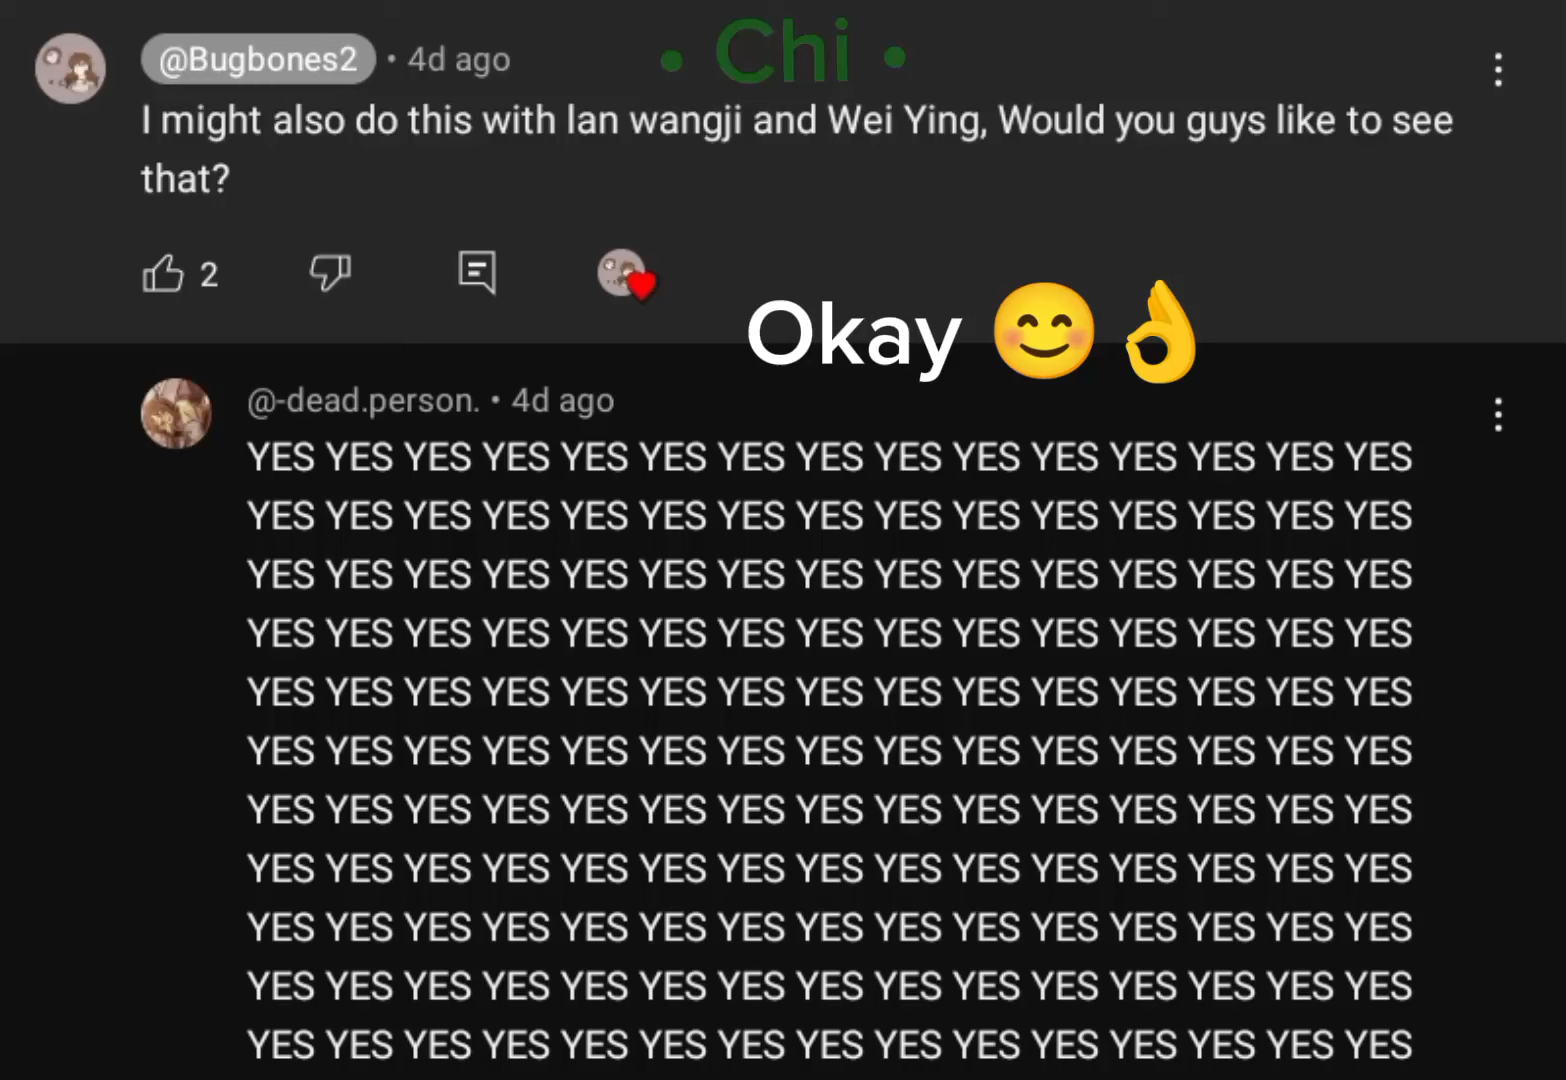 • Chi •
@Bugbones2 • 4d ago
I might also do this with lan wangji and Wei Ying, Would you guys like to see
that?
2
Okay 😊👌
@-dead.person. • 4d ago
YES YES YES YES YES YES YES YES YES YES YES YES YES YES YES
YES YES YES YES YES YES YES YES YES YES YES YES YES YES YES
YES YES YES YES YES YES YES YES YES YES YES YES YES YES YES
YES YES YES YES YES YES YES YES YES YES YES YES YES YES YES
YES YES YES YES YES YES YES YES YES YES YES YES YES YES YES
YES YES YES YES YES YES YES YES YES YES YES YES YES YES YES
YES YES YES YES YES YES YES YES YES YES YES YES YES YES YES
YES YES YES YES YES YES YES YES YES YES YES YES YES YES YES
YES YES YES YES YES YES YES YES YES YES YES YES YES YES YES
YES YES YES YES YES YES YES YES YES YES YES YES YES YES YES
YES YES YES YES YES YES YES YES YES YES YES YES YES YES YES